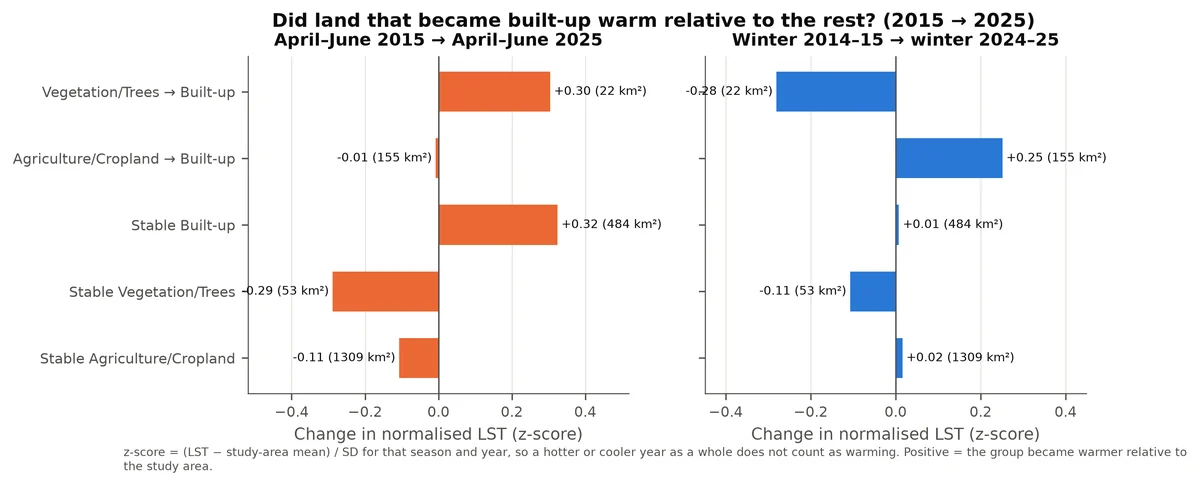 Did land that became built-up warm relative to the rest? (2015 → 2025)
April–June 2015 → April–June 2025
Winter 2014–15 → winter 2024–25
Vegetation/Trees → Built-up
+0.30 (22 km²)
-0.28 (22 km²)
Agriculture/Cropland → Built-up
-0.01 (155 km²)
+0.25 (155 km²)
Stable Built-up
+0.32 (484 km²)
+0.01 (484 km²)
Stable Vegetation/Trees
-0.29 (53 km²)
-0.11 (53 km²)
Stable Agriculture/Cropland
-0.11 (1309 km²)
+0.02 (1309 km²)
−0.4 −0.2 0.0 0.2 0.4
−0.4 −0.2 0.0 0.2 0.4
Change in normalised LST (z-score)
Change in normalised LST (z-score)
z-score = (LST − study-area mean) / SD for that season and year, so a hotter or cooler year as a whole does not count as warming. Positive = the group became warmer relative to
the study area.